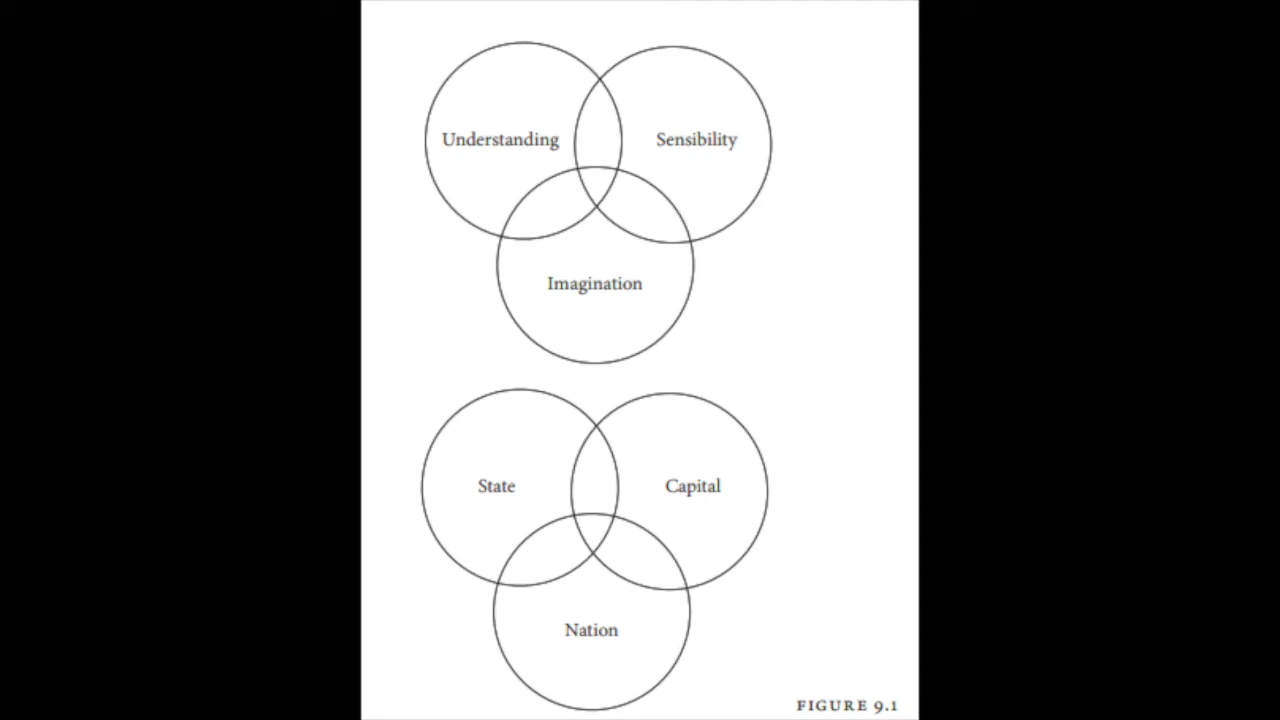 Understanding
Sensibility
Imagination
State
Capital
Nation
FIGURE 9.1